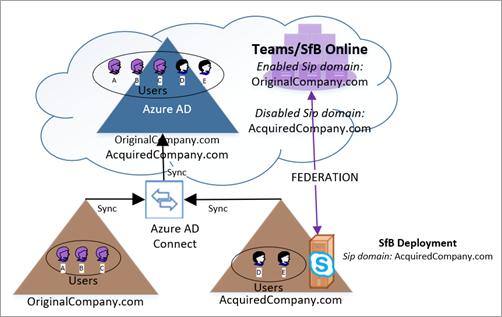 Teams/SfB Online
Enabled Sip domain:
OriginalCompany.com
Disabled Sip domain:
AcquiredCompany.com
A B C D E
Users
Azure AD
OriginalCompany.com
AcquiredCompany.com
Sync
FEDERATION
Sync
Sync
Azure AD
Connect
SfB Deployment
Sip domain: AcquiredCompany.com
A B C
Users
OriginalCompany.com
D E
Users
AcquiredCompany.com